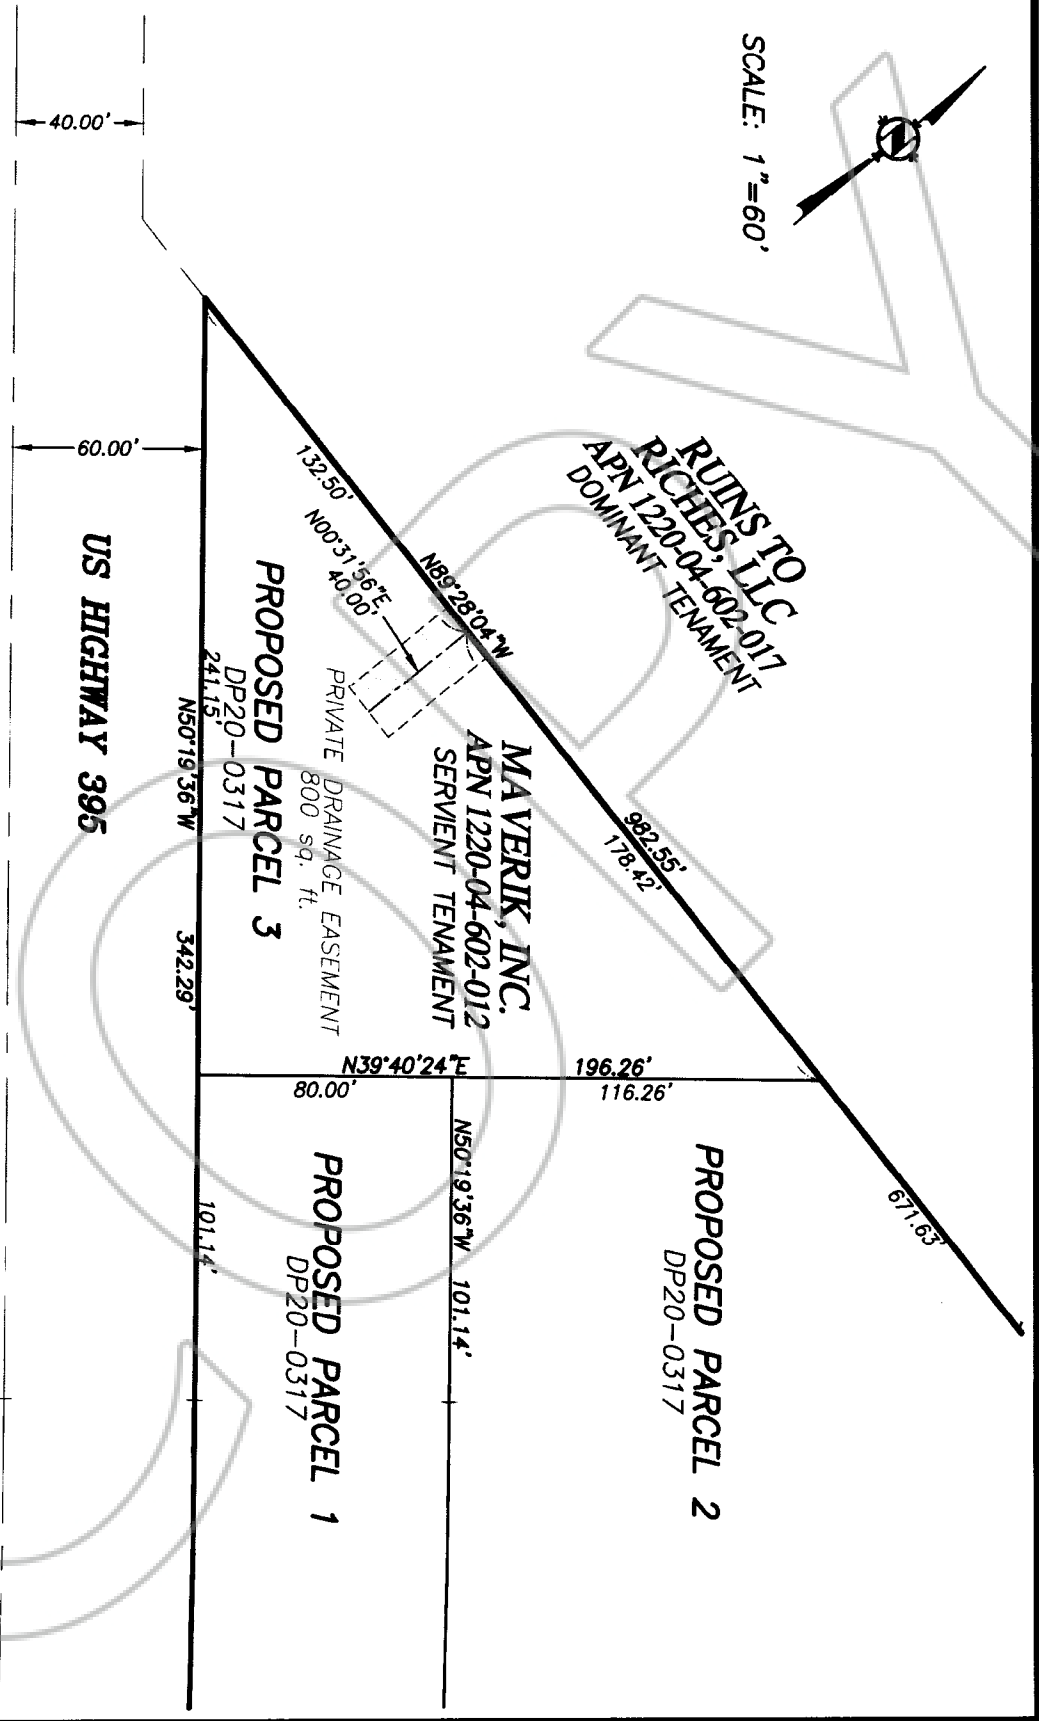 SCALE: 1"=60'
40.00'
60.00'
US HIGHWAY 395
RUINS TO
RICHES, LLC
APN 1220-04-602-017
DOMINANT TENAMENT
132.50'
N89°28'04"W
982.55'
178.42'
671.63'
N00°31'56"E
40.00'
MAVERIK, INC.
APN 1220-04-602-012
SERVIENT TENAMENT
PRIVATE DRAINAGE EASEMENT
800 sq. ft.
PROPOSED PARCEL 3
DP20-0317
241.15'
N50°19'36"W 342.29'
N39°40'24"E 196.26'
80.00'
116.26'
N50°19'36"W 101.14'
101.14'
PROPOSED PARCEL 2
DP20-0317
PROPOSED PARCEL 1
DP20-0317
COPY